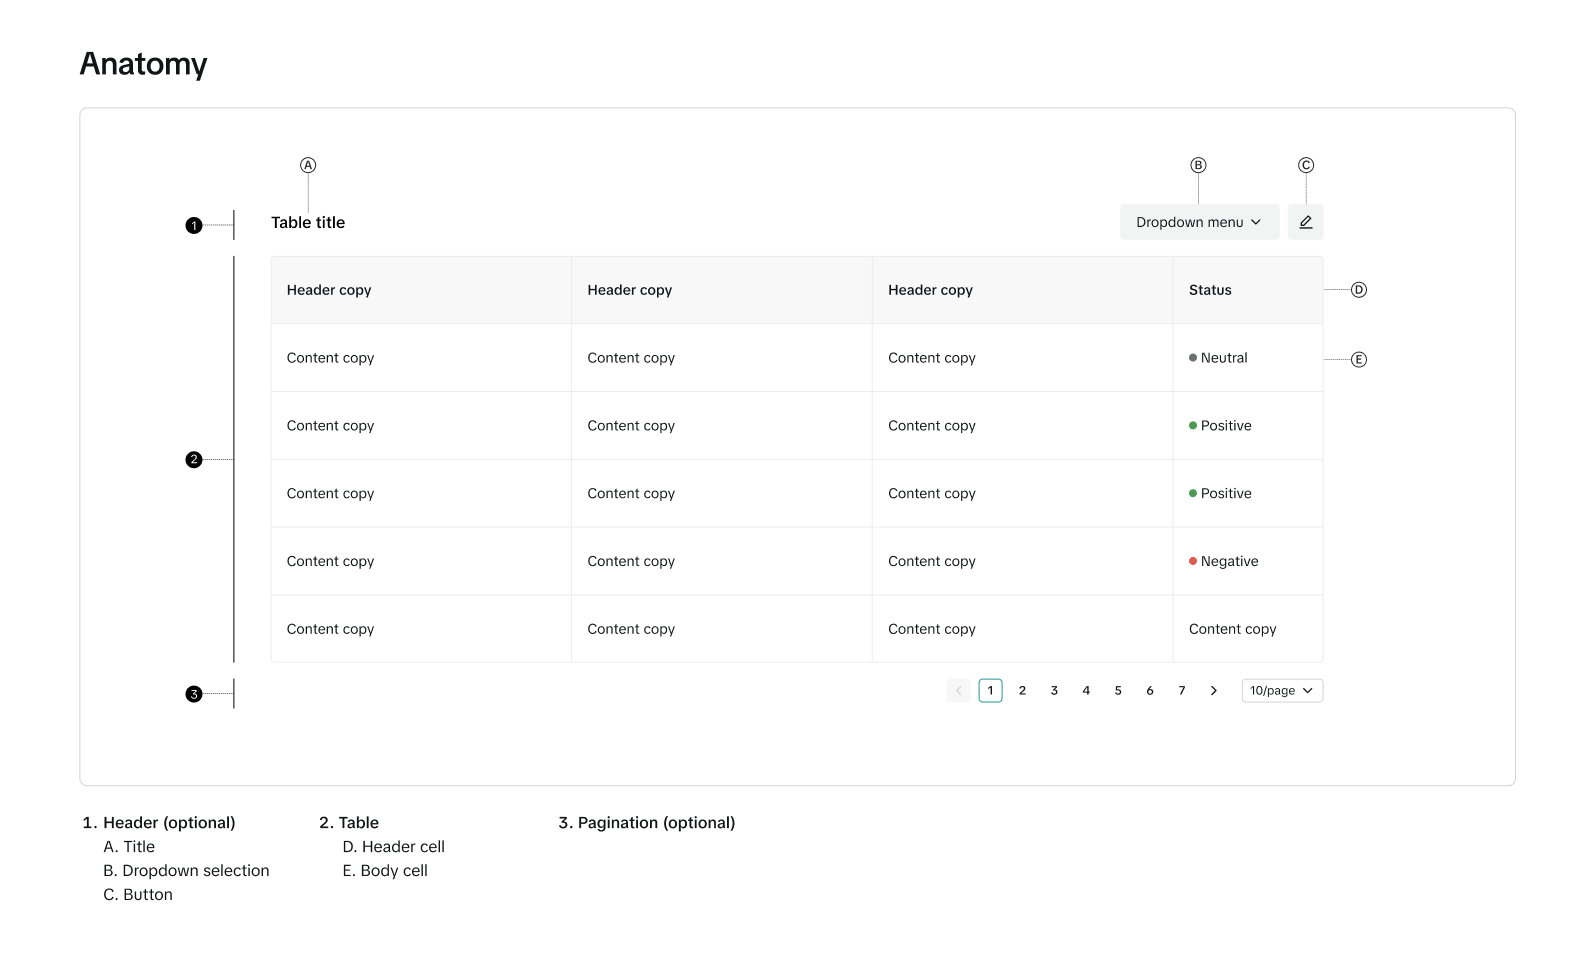 Anatomy
A B C
1 Table title Dropdown menu
Header copy Header copy Header copy Status D
Content copy Content copy Content copy Neutral E
Content copy Content copy Content copy Positive
2
Content copy Content copy Content copy Positive
Content copy Content copy Content copy Negative
Content copy Content copy Content copy Content copy
3 1 2 3 4 5 6 7 10/page
1. Header (optional)
A. Title
B. Dropdown selection
C. Button
2. Table
D. Header cell
E. Body cell
3. Pagination (optional)